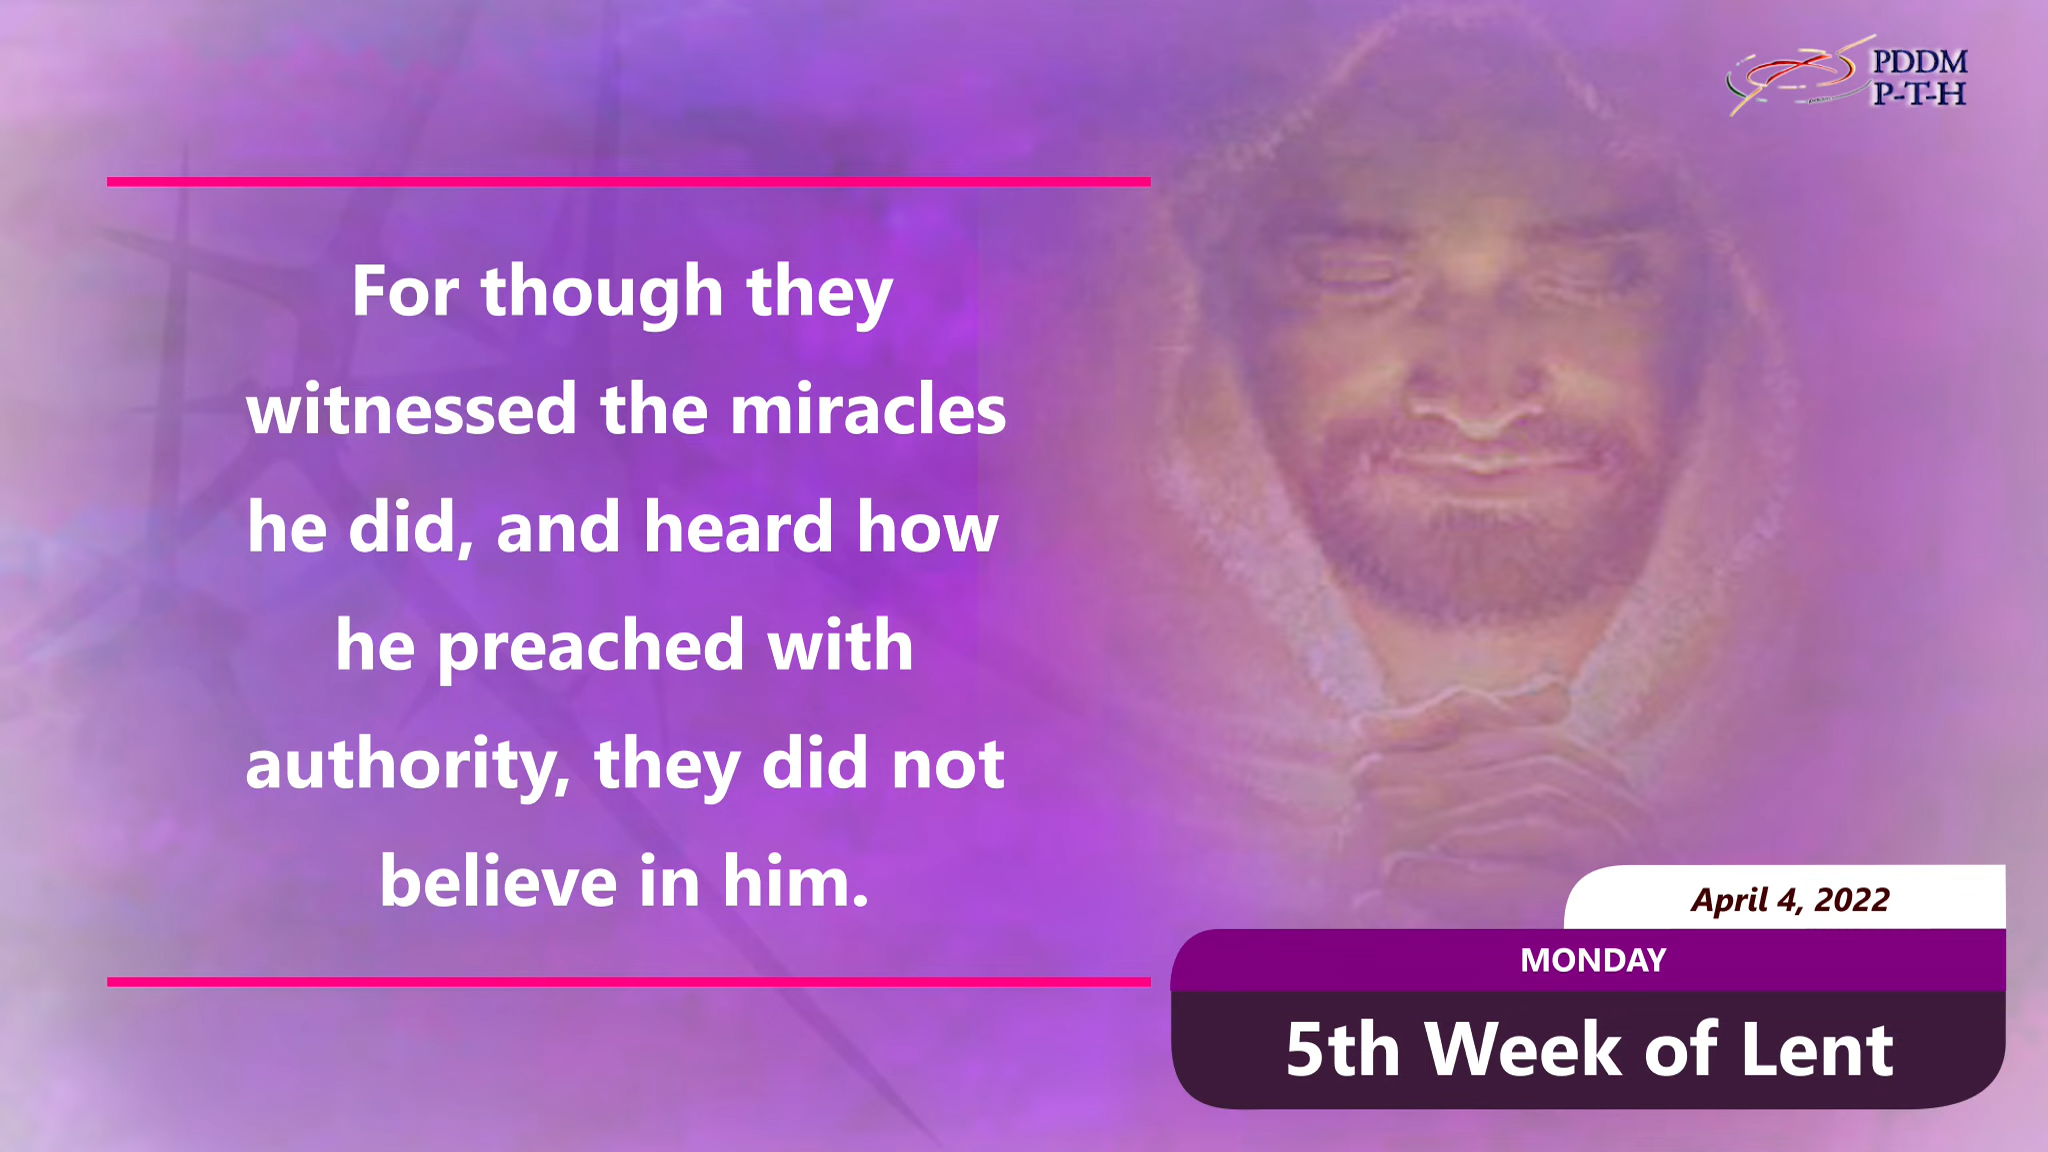 PDDM
P-T-H
For though they
witnessed the miracles
he did, and heard how
he preached with
authority, they did not
believe in him.
April 4, 2022
MONDAY
5th Week of Lent